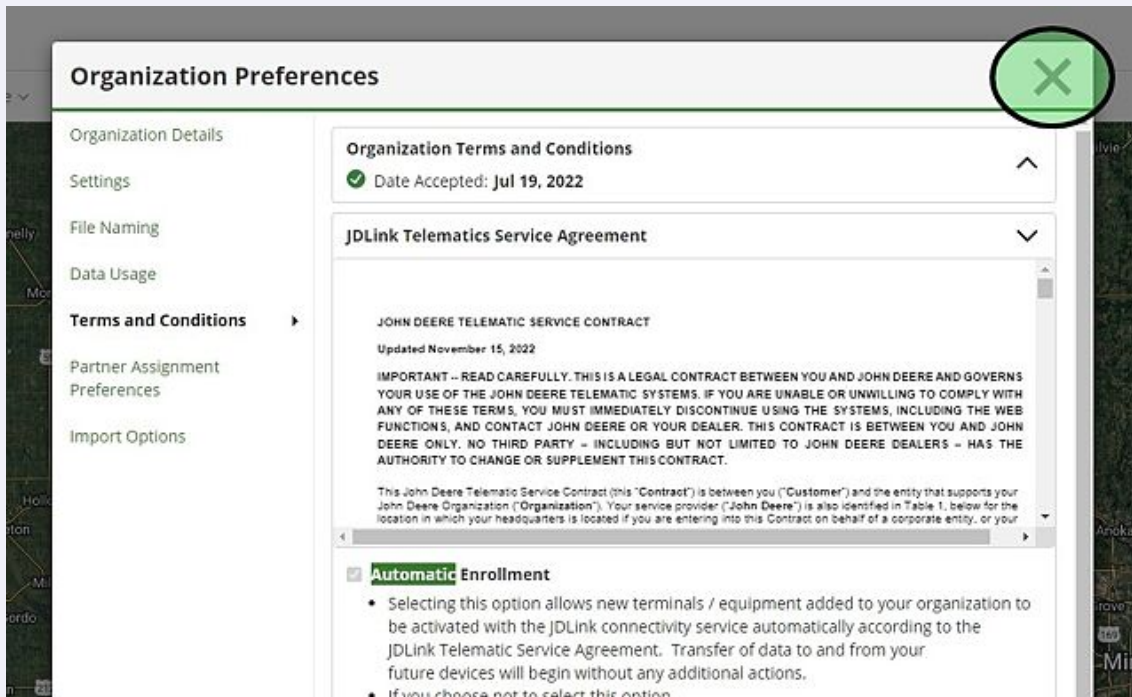 Organization Preferences
Organization Details
Settings
File Naming
Data Usage
Terms and Conditions
Partner Assignment
Preferences
Import Options
Organization Terms and Conditions
Date Accepted: Jul 19, 2022
JDLink Telematics Service Agreement
JOHN DEERE TELEMATIC SERVICE CONTRACT
Updated November 15, 2022
IMPORTANT -- READ CAREFULLY. THIS IS A LEGAL CONTRACT BETWEEN YOU AND JOHN DEERE AND GOVERNS
YOUR USE OF THE JOHN DEERE TELEMATIC SYSTEMS. IF YOU ARE UNABLE OR UNWILLING TO COMPLY WITH
ANY OF THESE TERMS, YOU MUST IMMEDIATELY DISCONTINUE USING THE SYSTEMS, INCLUDING THE WEB
FUNCTIONS, AND CONTACT JOHN DEERE OR YOUR DEALER. THIS CONTRACT IS BETWEEN YOU AND JOHN
DEERE ONLY. NO THIRD PARTY – INCLUDING BUT NOT LIMITED TO JOHN DEERE DEALERS – HAS THE
AUTHORITY TO CHANGE OR SUPPLEMENT THIS CONTRACT.
This John Deere Telematic Service Contract (this "Contract") is between you ("Customer") and the entity that supports your
John Deere Organization ("Organization"). Your service provider ("John Deere") is also identified in Table 1, below for the
location in which your headquarters is located if you are entering into this Contract on behalf of a corporate entity, or your
Automatic Enrollment
• Selecting this option allows new terminals / equipment added to your organization to
be activated with the JDLink connectivity service automatically according to the
JDLink Telematic Service Agreement. Transfer of data to and from your
future devices will begin without any additional actions.
• If you choose not to select this option
169